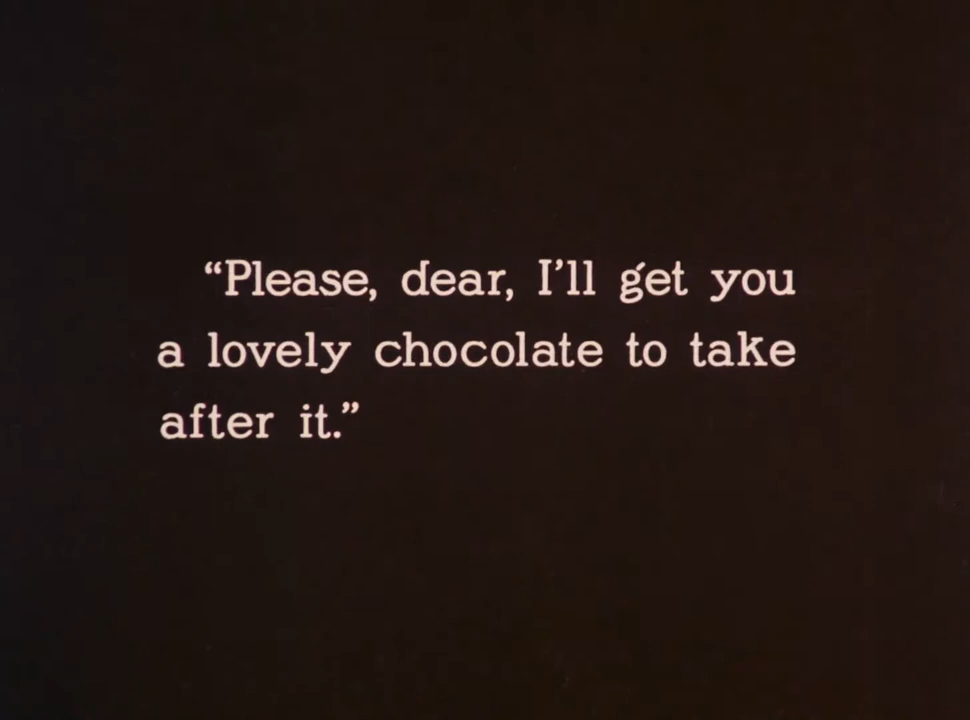 “Please, dear, I’ll get you
a lovely chocolate to take
after it.”